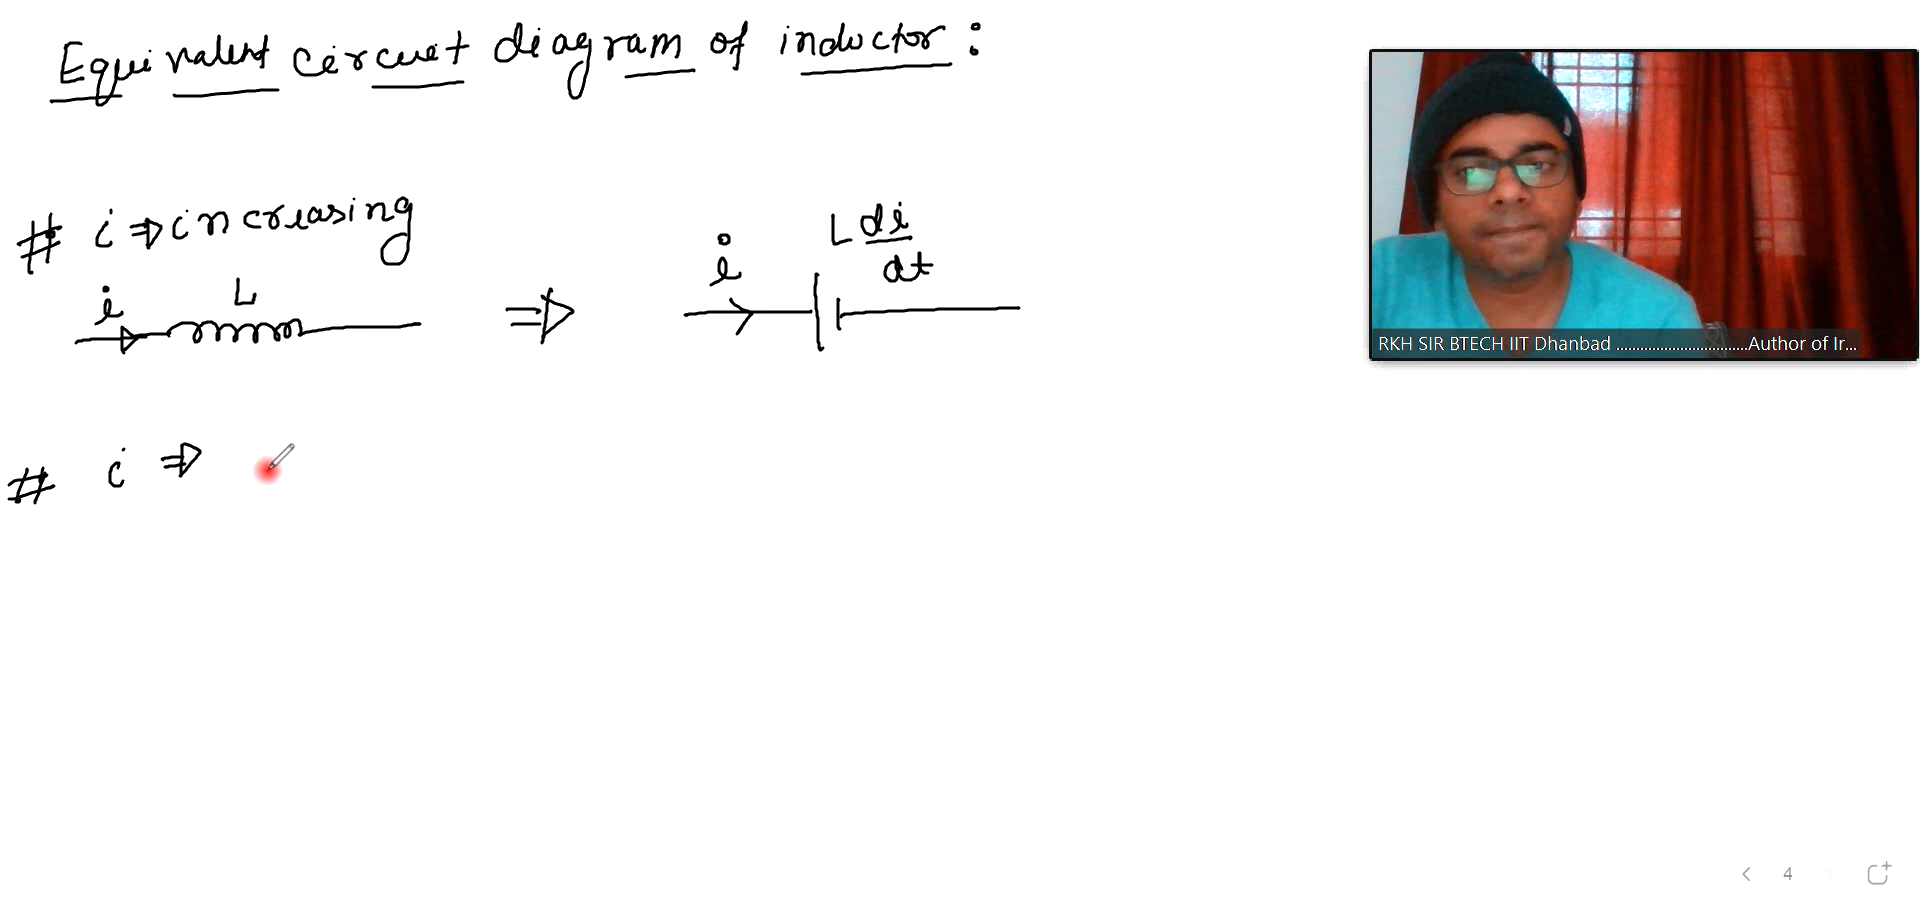 Equivalent circuit diagram of inductor :
# i ⇒ increasing
i L ⇒ i L di/dt
# i ⇒
RKH SIR BTECH IIT Dhanbad .................................Author of Ir...
4